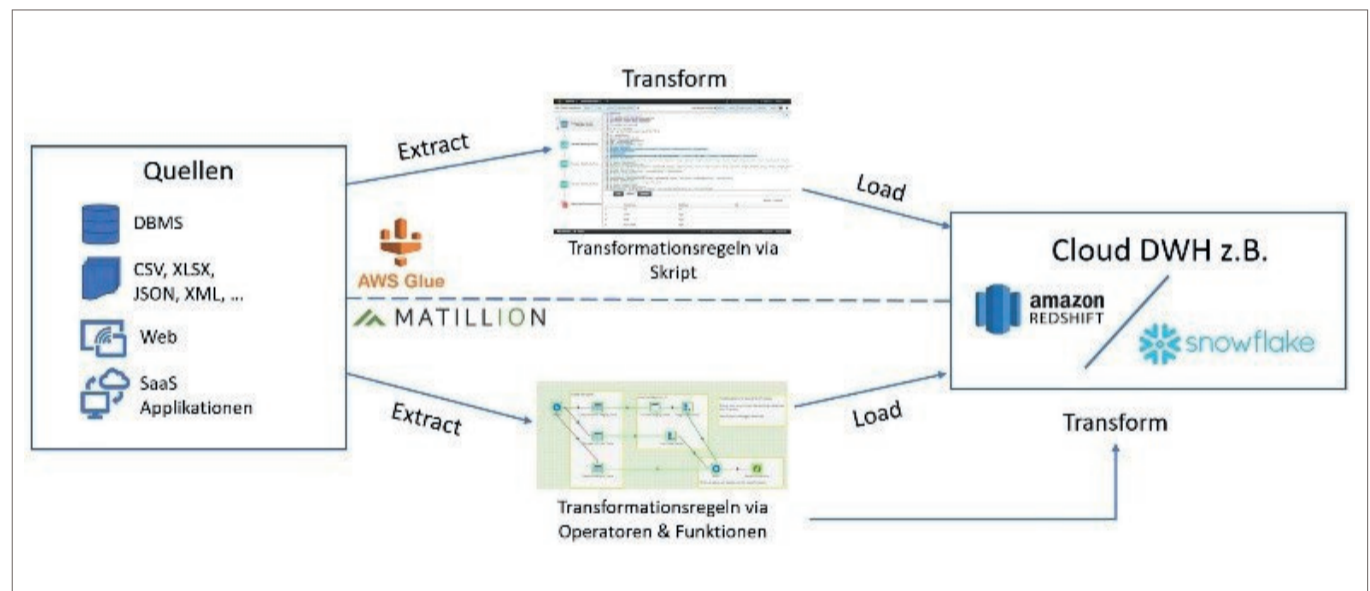 Transform
Extract
Quellen
DBMS
CSV, XLSX,
JSON, XML, ...
Web
SaaS
Applikationen
AWS Glue
MATILLION
Transformationsregeln via
Skript
Load
Cloud DWH z.B.
amazon
REDSHIFT
snowflake
Extract
Load
Transform
Transformationsregeln via
Operatoren & Funktionen